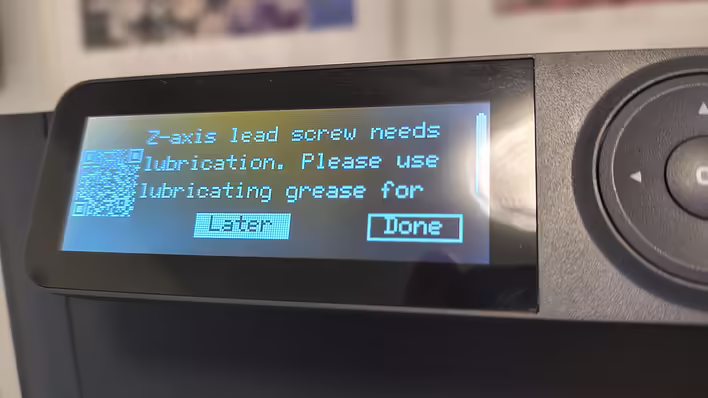 Z-axis lead screw needs
lubrication. Please use
lubricating grease for
Later Done